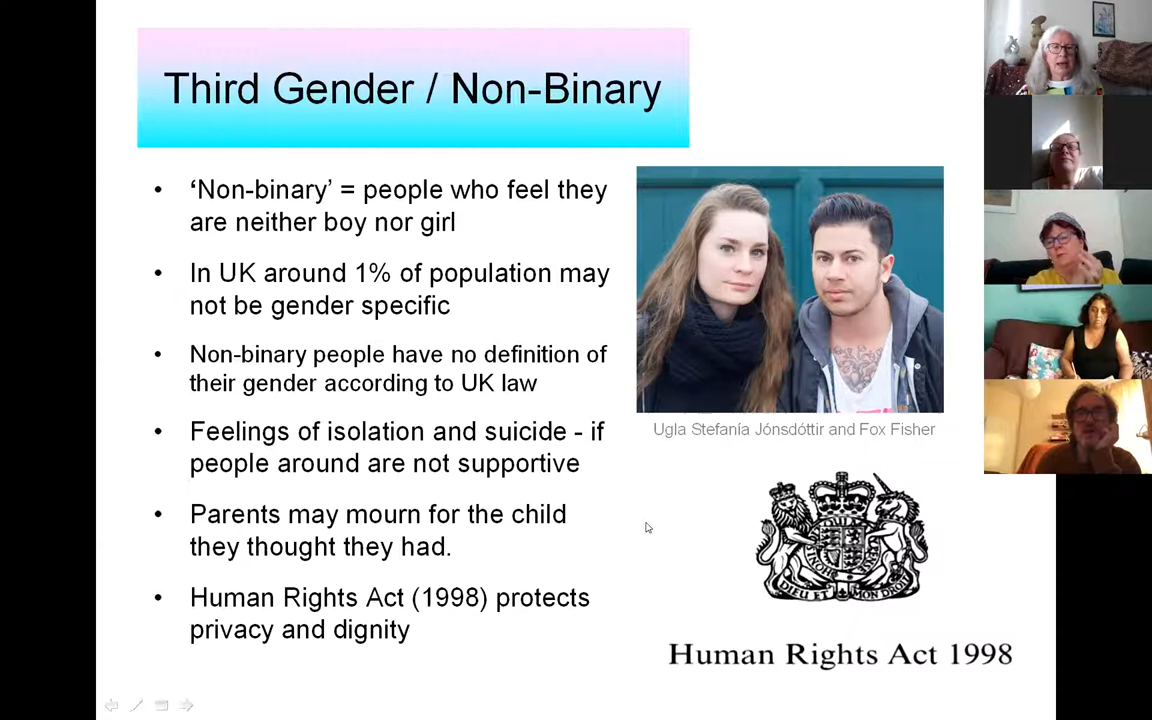 Third Gender / Non-Binary
‘Non-binary’ = people who feel they
are neither boy nor girl
In UK around 1% of population may
not be gender specific
Non-binary people have no definition of
their gender according to UK law
Feelings of isolation and suicide - if
people around are not supportive
Parents may mourn for the child
they thought they had.
Human Rights Act (1998) protects
privacy and dignity
Ugla Stefanía Jónsdóttir and Fox Fisher
DIEU ET MON DROIT
Human Rights Act 1998